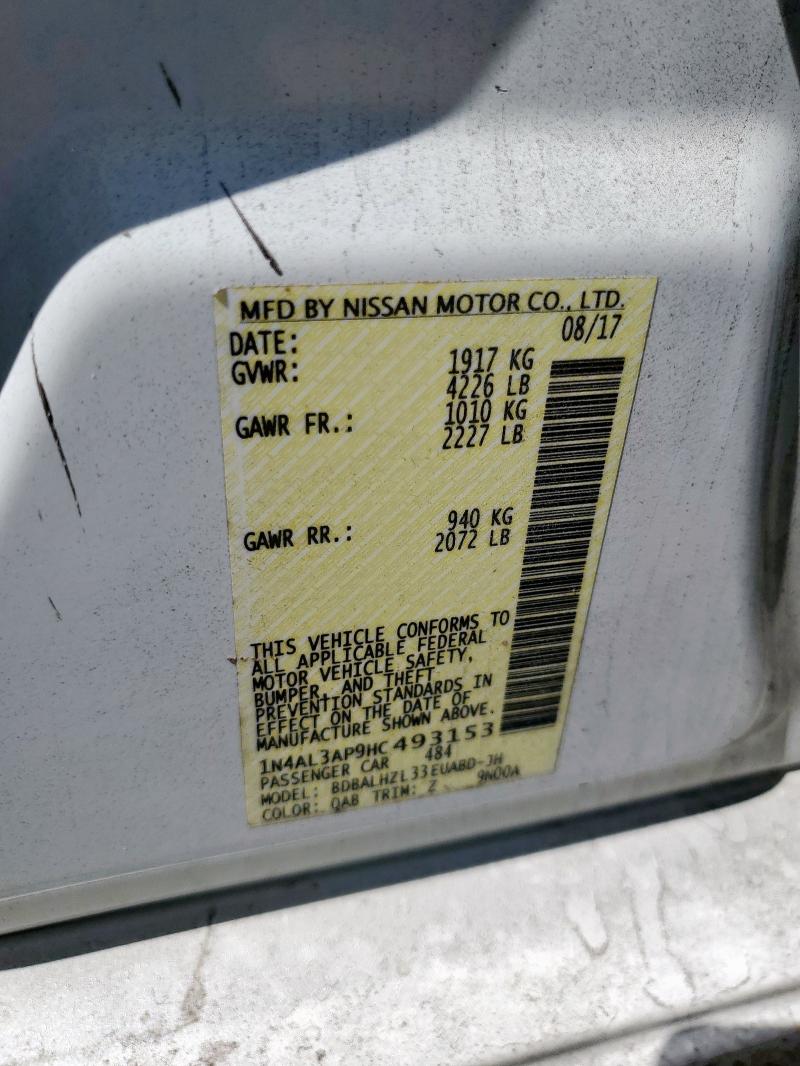 MFD BY NISSAN MOTOR CO., LTD.
DATE: 08/17
GVWR: 1917 KG
4226 LB
GAWR FR.: 1010 KG
2227 LB
GAWR RR.: 940 KG
2072 LB
THIS VEHICLE CONFORMS TO
ALL APPLICABLE FEDERAL
MOTOR VEHICLE SAFETY,
BUMPER, AND THEFT
PREVENTION STANDARDS IN
EFFECT ON THE DATE OF
MANUFACTURE SHOWN ABOVE.
1N4AL3AP9HC493153
PASSENGER CAR 484
MODEL: BDBALHZL33EUABD-JH
COLOR: QAB TRIM: Z 9N00A